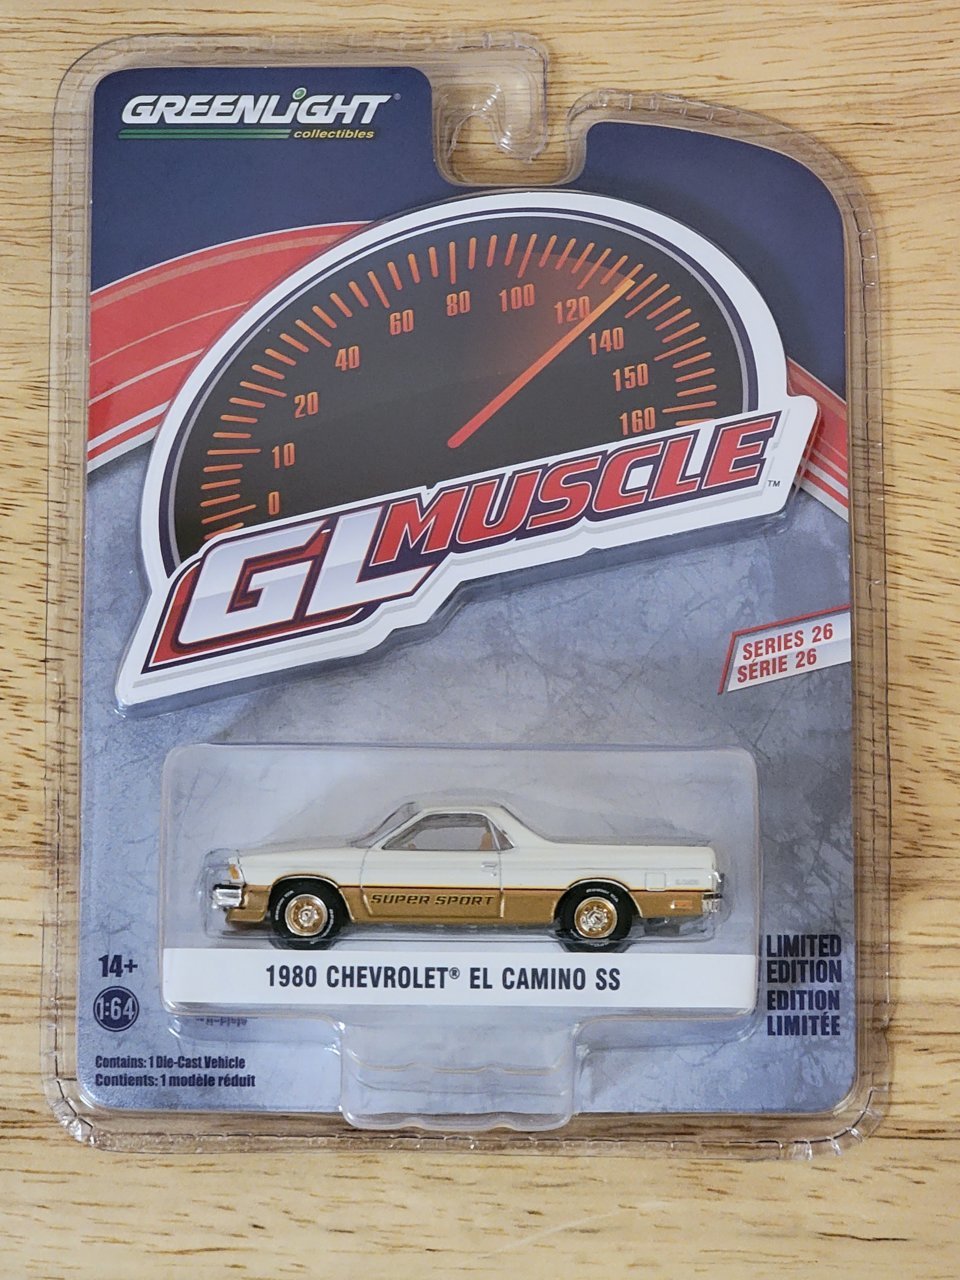 GREENLiGHT®
collectibles
0
10
20
40
60
80
100
120
140
150
160
GL MUSCLE™
SERIES 26
SÉRIE 26
SUPER SPORT
1980 CHEVROLET® EL CAMINO SS
14+
1:64
LIMITED
EDITION
EDITION
LIMITÉE
Contains: 1 Die-Cast Vehicle
Contients: 1 modèle réduit